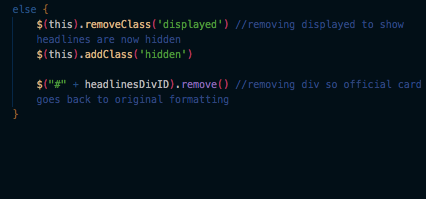 else {
$(this).removeClass('displayed') //removing displayed to show
headlines are now hidden
$(this).addClass('hidden')
$("#" + headlinesDivID).remove() //removing div so official card
goes back to original formatting
}